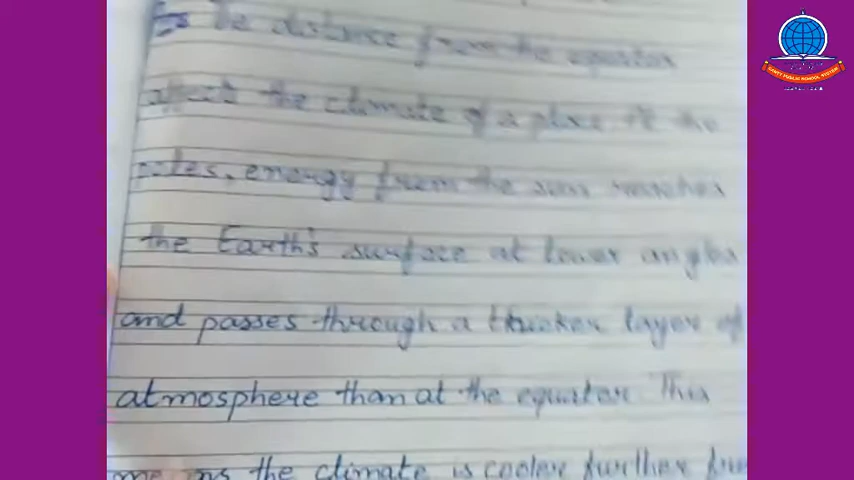 The distance from the equator
affects the climate of a place. At the
poles, energy from the sun reaches
the Earth's surface at lower angles
and passes through a thicker layer of
atmosphere than at the equator. This
means the climate is cooler further from